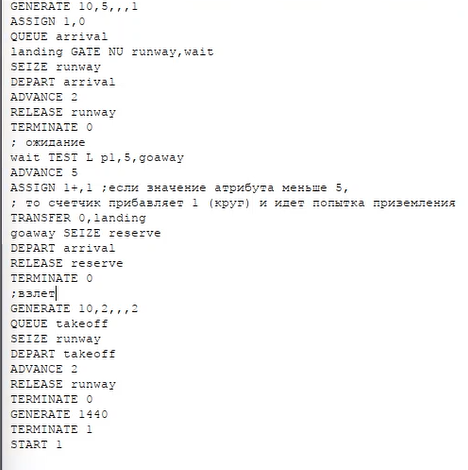 GENERATE 10,5,,,1
ASSIGN 1,0
QUEUE arrival
landing GATE NU runway,wait
SEIZE runway
DEPART arrival
ADVANCE 2
RELEASE runway
TERMINATE 0
; ожидание
wait TEST L p1,5,goaway
ADVANCE 5
ASSIGN 1+,1 ;если значение атрибута меньше 5,
; то счетчик прибавляет 1 (круг) и идет попытка приземления
TRANSFER 0,landing
goaway SEIZE reserve
DEPART arrival
RELEASE reserve
TERMINATE 0
;взлет
GENERATE 10,2,,,2
QUEUE takeoff
SEIZE runway
DEPART takeoff
ADVANCE 2
RELEASE runway
TERMINATE 0
GENERATE 1440
TERMINATE 1
START 1